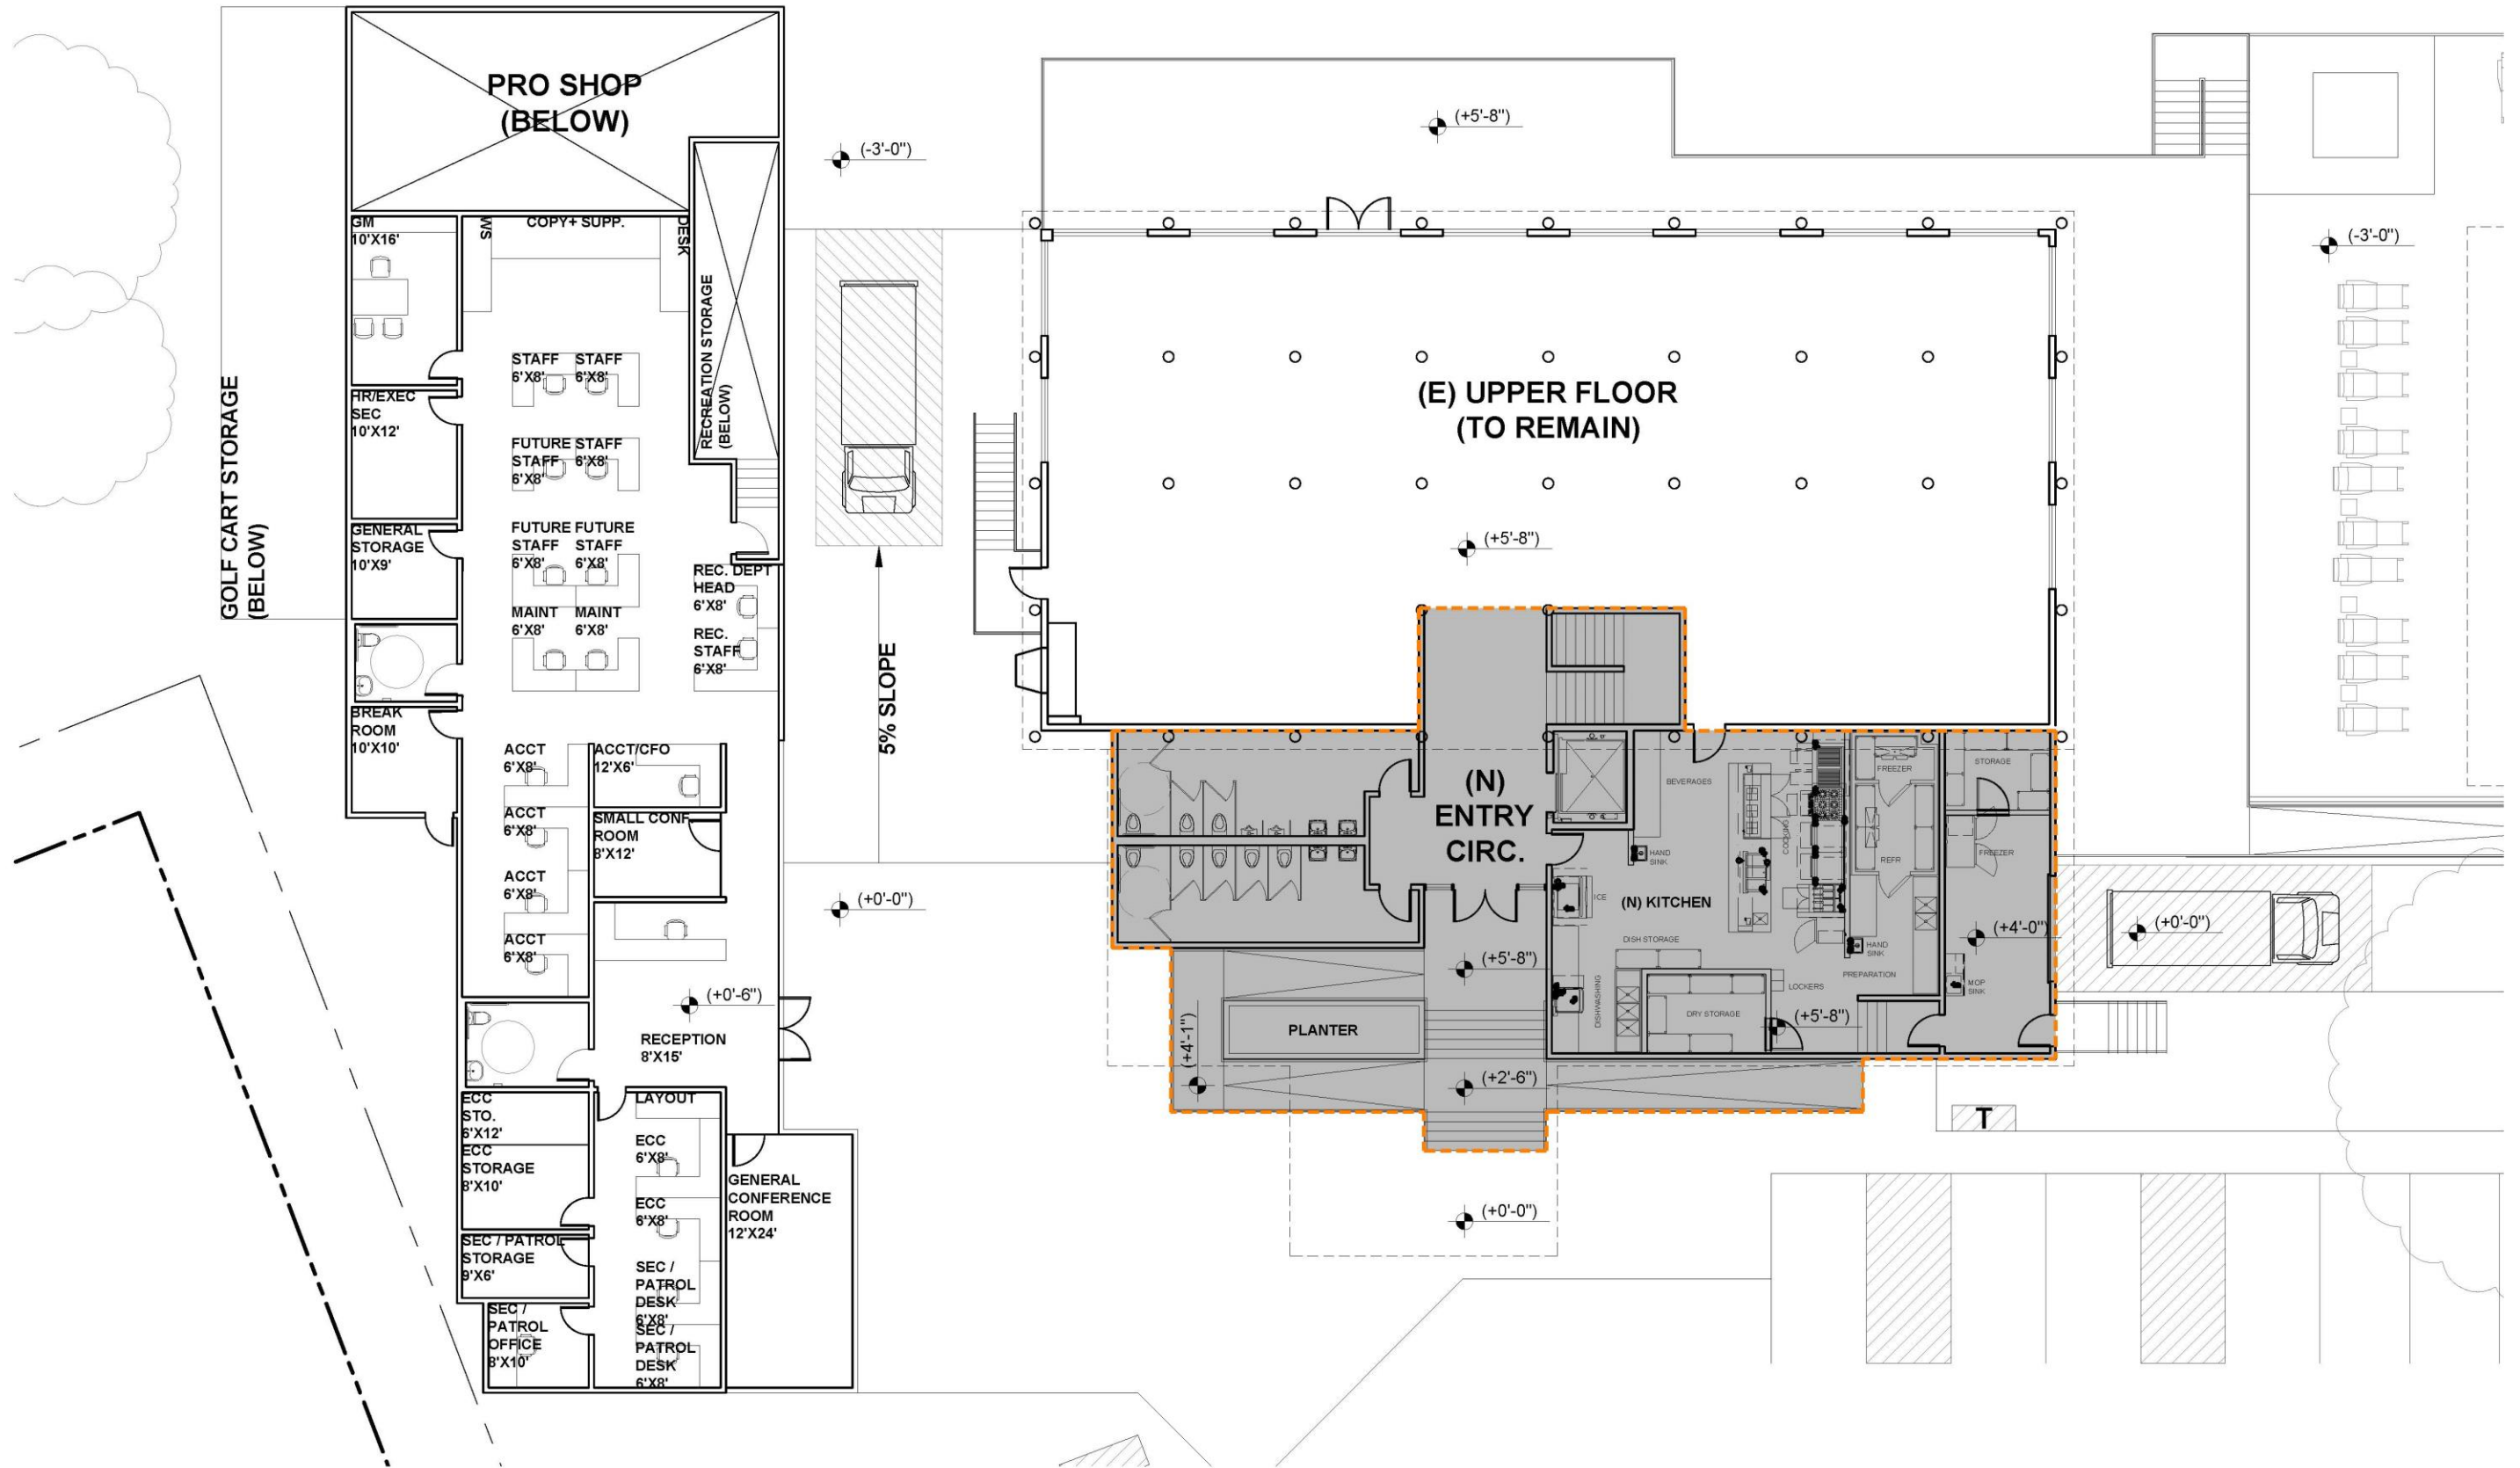 PRO SHOP
(BELOW)
(-3'-0")
(+5'-8")
(-3'-0")
GM
10'X16'
WS
COPY+ SUPP.
DESK
RECREATION STORAGE
(BELOW)
GOLF CART STORAGE
(BELOW)
HR/EXEC
SEC
10'X12'
STAFF
6'X8'
STAFF
6'X8'
FUTURE
STAFF
6'X8'
STAFF
6'X8'
GENERAL
STORAGE
10'X9'
FUTURE
STAFF
6'X8'
FUTURE
STAFF
6'X8'
MAINT
6'X8'
MAINT
6'X8'
REC. DEPT
HEAD
6'X8'
REC.
STAFF
6'X8'
BREAK
ROOM
10'X10'
ACCT
6'X8'
ACCT/CFO
12'X6'
ACCT
6'X8'
SMALL CONF.
ROOM
8'X12'
ACCT
6'X8'
ACCT
6'X8'
(+0'-6")
RECEPTION
8'X15'
ECC
STO.
6'X12'
LAYOUT
ECC
STORAGE
8'X10'
ECC
6'X8'
ECC
6'X8'
GENERAL
CONFERENCE
ROOM
12'X24'
SEC / PATROL
STORAGE
9'X6'
SEC /
PATROL
DESK
6'X8'
SEC /
PATROL
OFFICE
8'X10'
SEC /
PATROL
DESK
6'X8'
5% SLOPE
(+0'-0")
(E) UPPER FLOOR
(TO REMAIN)
(+5'-8")
(N)
ENTRY
CIRC.
BEVERAGES
COOKING
FREEZER
STORAGE
HAND
SINK
REFR
FREEZER
ICE
(N) KITCHEN
DISH STORAGE
HAND
SINK
PREPARATION
(+4'-0")
(+0'-0")
MOP
SINK
LOCKERS
DISHWASHING
DRY STORAGE
(+5'-8")
(+5'-8")
PLANTER
(+4'-1")
(+2'-6")
T
(+0'-0")